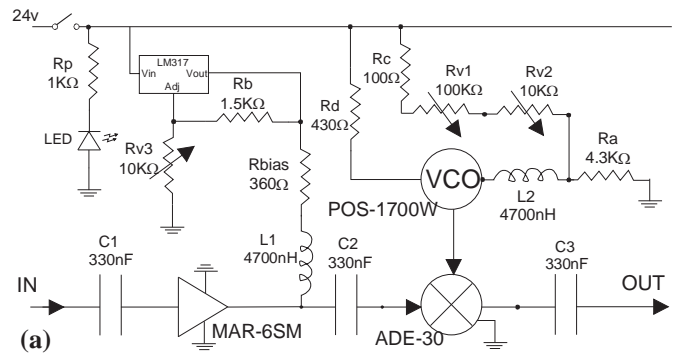 24v
Rp
1KΩ
LED
LM317
Vin
Vout
Adj
Rb
1.5KΩ
Rv3
10KΩ
Rbias
360Ω
L1
4700nH
Rd
430Ω
Rc
100Ω
Rv1
100KΩ
Rv2
10KΩ
Ra
4.3KΩ
VCO
POS-1700W
L2
4700nH
C1
330nF
IN
MAR-6SM
C2
330nF
ADE-30
C3
330nF
OUT
(a)